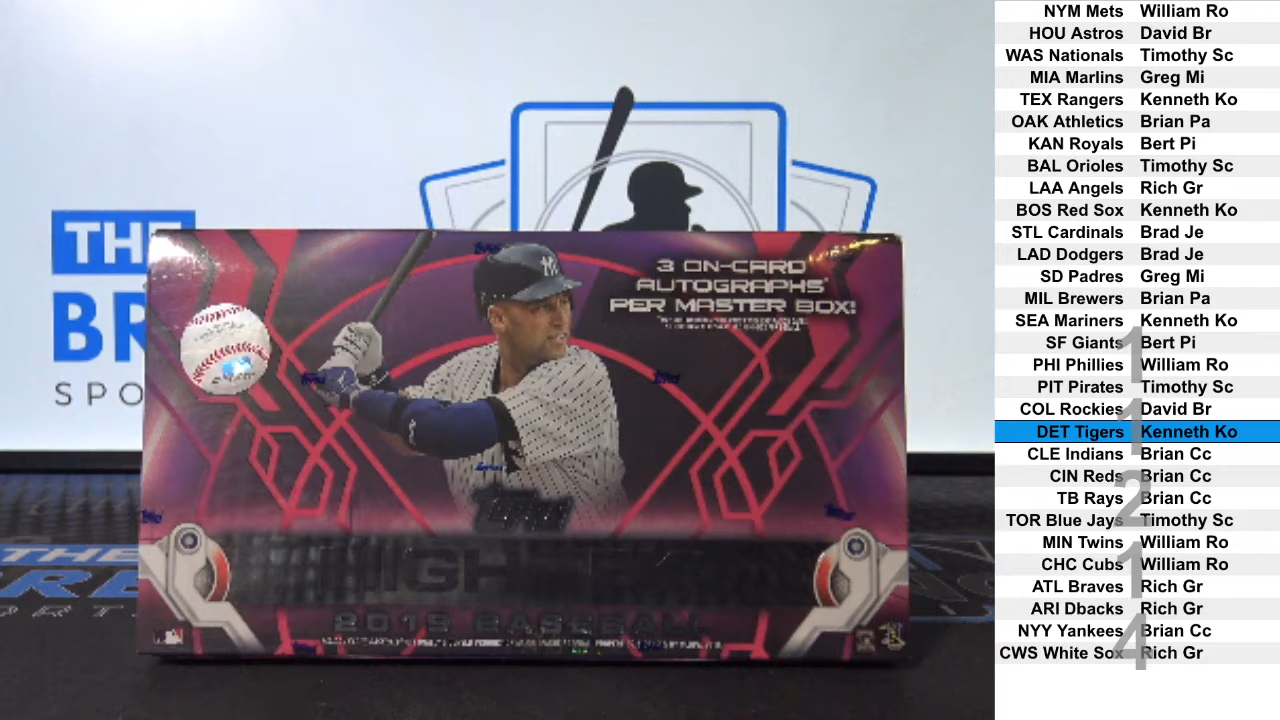 THE
BR
SPO
3 ON-CARD
AUTOGRAPHS
PER MASTER BOX!
Topps
HIGH
2019 BASEBALL
THE
NYM Mets William Ro
HOU Astros David Br
WAS Nationals Timothy Sc
MIA Marlins Greg Mi
TEX Rangers Kenneth Ko
OAK Athletics Brian Pa
KAN Royals Bert Pi
BAL Orioles Timothy Sc
LAA Angels Rich Gr
BOS Red Sox Kenneth Ko
STL Cardinals Brad Je
LAD Dodgers Brad Je
SD Padres Greg Mi
MIL Brewers Brian Pa
SEA Mariners Kenneth Ko
SF Giants Bert Pi
PHI Phillies William Ro
PIT Pirates Timothy Sc
COL Rockies David Br
DET Tigers Kenneth Ko
CLE Indians Brian Cc
CIN Reds Brian Cc
TB Rays Brian Cc
TOR Blue Jays Timothy Sc
MIN Twins William Ro
CHC Cubs William Ro
ATL Braves Rich Gr
ARI Dbacks Rich Gr
NYY Yankees Brian Cc
CWS White Sox Rich Gr
1
1
2
1
4